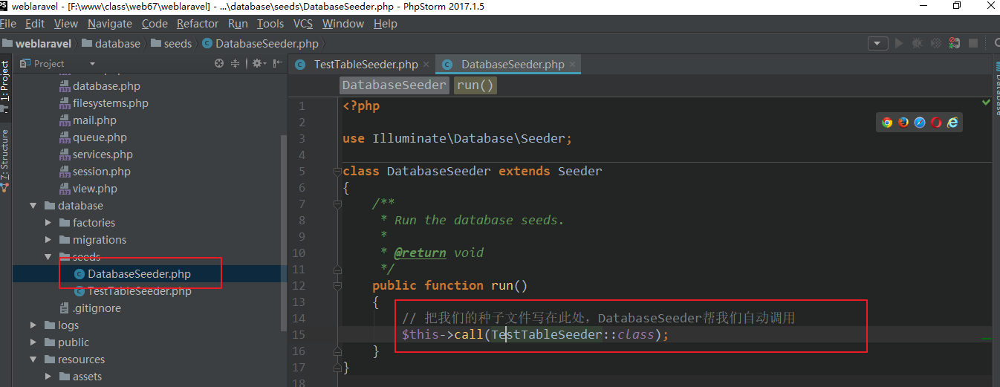 weblaravel - [F:\www\class\web67\weblaravel] - ...\database\seeds\DatabaseSeeder.php - PhpStorm 2017.1.5
File Edit View Navigate Code Refactor Run Tools VCS Window Help
weblaravel database seeds DatabaseSeeder.php
1: Project
7: Structure
Project
database.php
filesystems.php
mail.php
queue.php
services.php
session.php
view.php
database
factories
migrations
seeds
DatabaseSeeder.php
TestTableSeeder.php
.gitignore
logs
public
resources
assets
TestTableSeeder.php DatabaseSeeder.php
DatabaseSeeder run()
1 <?php
2
3 use Illuminate\Database\Seeder;
4
5 class DatabaseSeeder extends Seeder
6 {
7 /**
8 * Run the database seeds.
9 *
10 * @return void
11 */
12 public function run()
13 {
14 // 把我们的种子文件写在此处，DatabaseSeeder帮我们自动调用
15 $this->call(TestTableSeeder::class);
16 }
17 }
18
Database